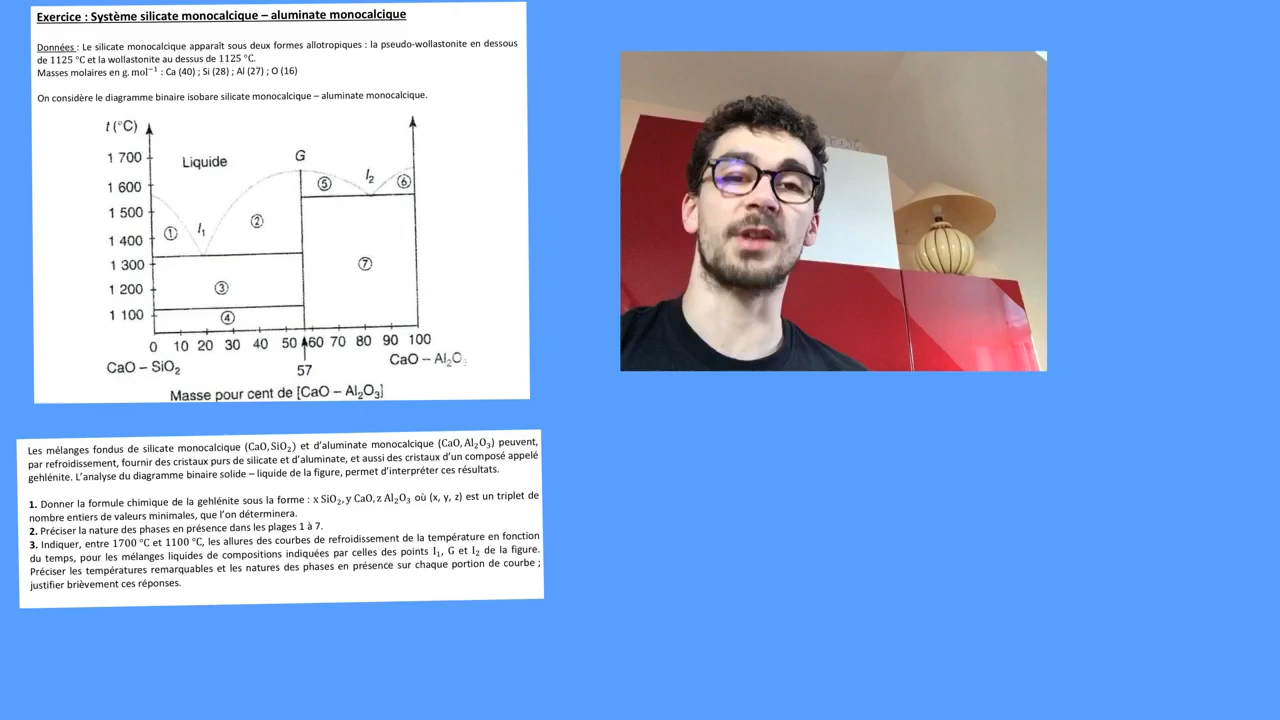 Exercice : Système silicate monocalcique – aluminate monocalcique
Données : Le silicate monocalcique apparaît sous deux formes allotropiques : la pseudo-wollastonite en dessous
de 1125 °C et la wollastonite au dessus de 1125 °C.
Masses molaires en g. mol⁻¹ : Ca (40) ; Si (28) ; Al (27) ; O (16)
On considère le diagramme binaire isobare silicate monocalcique – aluminate monocalcique.
t (°C)
1 700
1 600
1 500
1 400
1 300
1 200
1 100
Liquide
G
I₁
I₂
①
②
③
④
⑤
⑥
⑦
0 10 20 30 40 50 60 70 80 90 100
57
CaO – SiO₂
CaO – Al₂O₃
Masse pour cent de [CaO – Al₂O₃]
Les mélanges fondus de silicate monocalcique (CaO, SiO₂) et d'aluminate monocalcique (CaO, Al₂O₃) peuvent,
par refroidissement, fournir des cristaux purs de silicate et d'aluminate, et aussi des cristaux d'un composé appelé
gehlénite. L'analyse du diagramme binaire solide – liquide de la figure, permet d'interpréter ces résultats.
1. Donner la formule chimique de la gehlénite sous la forme : x SiO₂, y CaO, z Al₂O₃ où (x, y, z) est un triplet de
nombre entiers de valeurs minimales, que l'on déterminera.
2. Préciser la nature des phases en présence dans les plages 1 à 7.
3. Indiquer, entre 1700 °C et 1100 °C, les allures des courbes de refroidissement de la température en fonction
du temps, pour les mélanges liquides de compositions indiquées par celles des points I₁, G et I₂ de la figure.
Préciser les températures remarquables et les natures des phases en présence sur chaque portion de courbe ;
justifier brièvement ces réponses.